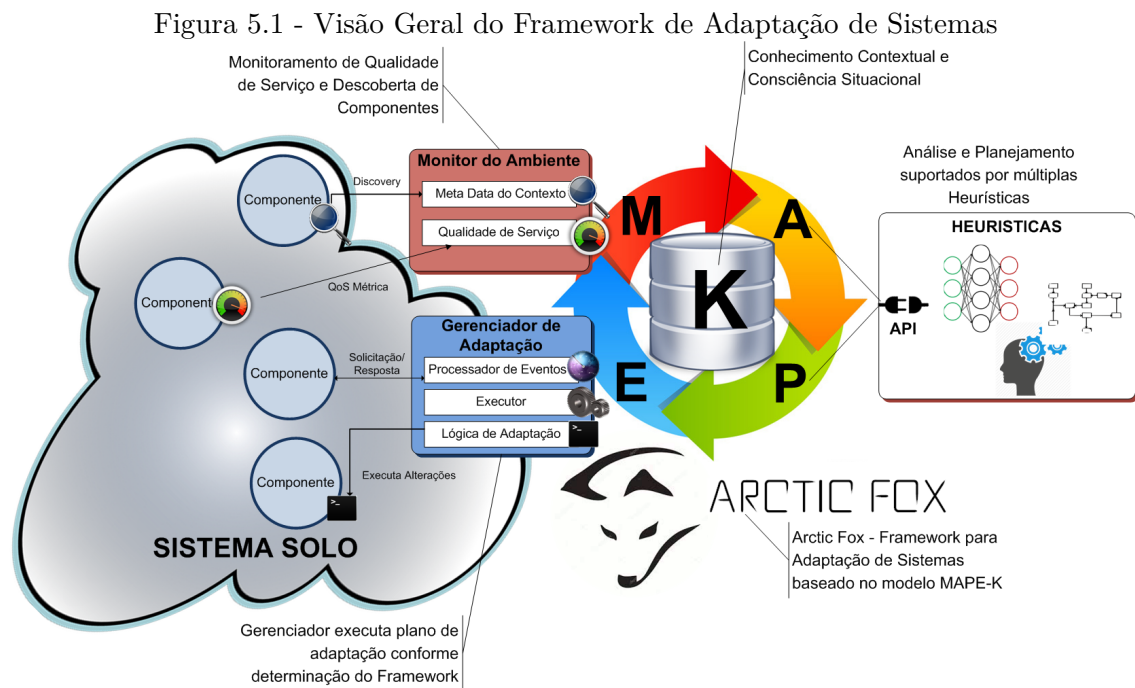 Figura 5.1 - Visão Geral do Framework de Adaptação de Sistemas
Monitoramento de Qualidade
de Serviço e Descoberta de
Componentes
Conhecimento Contextual e
Consciência Situacional
Monitor do Ambiente
Meta Data do Contexto
Qualidade de Serviço
Componente
Discovery
Componente
QoS Métrica
Gerenciador de
Adaptação
Processador de Eventos
Executor
Lógica de Adaptação
Componente
Solicitação/
Resposta
Componente
Executa Alterações
>_
>_
SISTEMA SOLO
M
A
K
E
P
Análise e Planejamento
suportados por múltiplas
Heurísticas
HEURISTICAS
API
ARCTIC FOX
Arctic Fox - Framework para
Adaptação de Sistemas
baseado no modelo MAPE-K
Gerenciador executa plano de
adaptação conforme
determinação do Framework